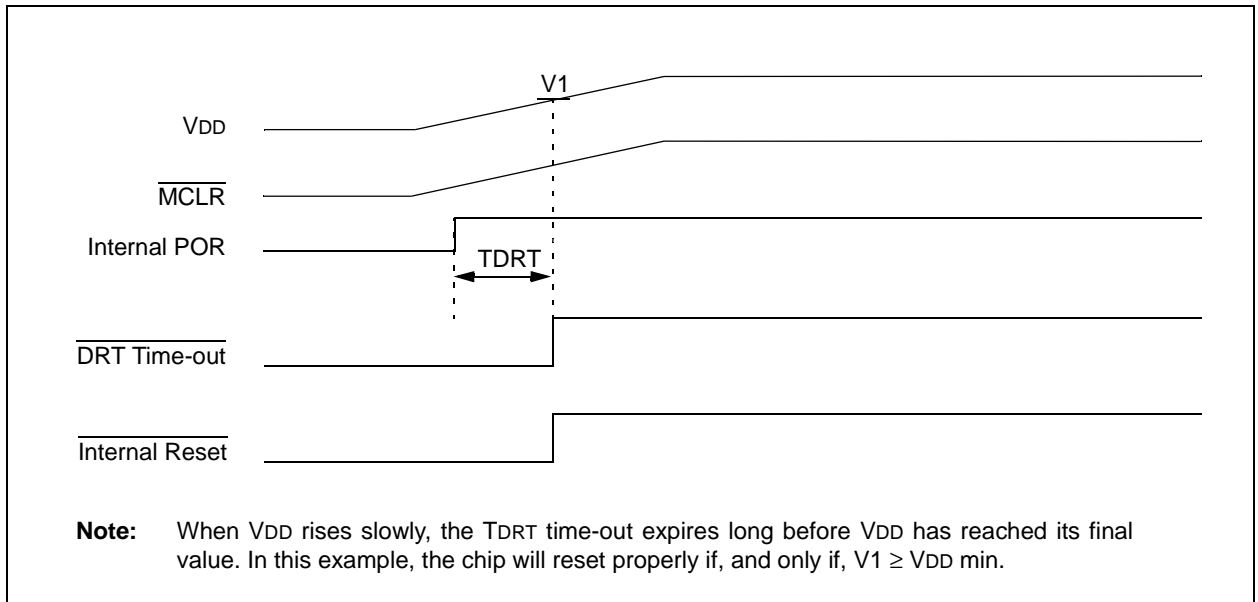 V1
VDD
MCLR
Internal POR
TDRT
DRT Time-out
Internal Reset
Note: When VDD rises slowly, the TDRT time-out expires long before VDD has reached its final
value. In this example, the chip will reset properly if, and only if, V1 ≥ VDD min.